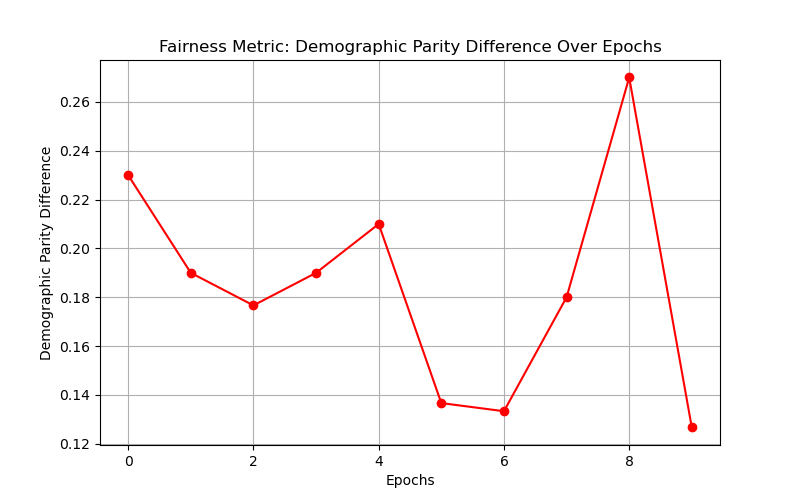 Fairness Metric: Demographic Parity Difference Over Epochs
Demographic Parity Difference
0.26
0.24
0.22
0.20
0.18
0.16
0.14
0.12
0 2 4 6 8
Epochs